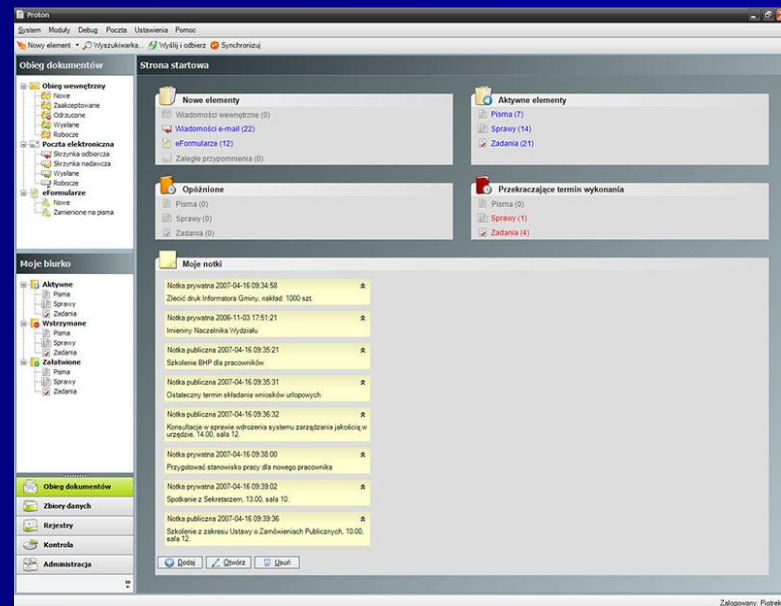 Proton
System Moduły Debug Poczta Ustawienia Pomoc
Nowy element Wyszukiwarka... Wyślij i odbierz Synchronizuj
Obieg dokumentów
Obieg wewnętrzny
Nowe
Zaakceptowane
Odrzucone
Wysłane
Robocze
Poczta elektroniczna
Skrzynka odbiorcza
Skrzynka nadawcza
Wysłane
Robocze
eFormularze
Nowe
Zamienione na pisma
Moje biurko
Aktywne
Pisma
Sprawy
Zadania
Wstrzymane
Pisma
Sprawy
Zadania
Załatwione
Pisma
Sprawy
Zadania
Obieg dokumentów
Zbiory danych
Rejestry
Kontrola
Administracja
Strona startowa
Nowe elementy
Wiadomości wewnętrzne (0)
Wiadomości e-mail (22)
eFormularze (12)
Zaległe przypomnienia (0)
Aktywne elementy
Pisma (7)
Sprawy (14)
Zadania (21)
Opóźnione
Pisma (0)
Sprawy (0)
Zadania (0)
Przekraczające termin wykonania
Pisma (0)
Sprawy (1)
Zadania (4)
Moje notki
Notka prywatna 2007-04-16 09:34:58
Zlecić druk Informatora Gminy, nakład: 1000 szt.
Notka prywatna 2006-11-03 17:51:21
Imieniny Naczelnika Wydziału
Notka publiczna 2007-04-16 09:35:21
Szkolenie BHP dla pracowników
Notka publiczna 2007-04-16 09:35:31
Ostateczny termin składania wniosków urlopowych
Notka publiczna 2007-04-16 09:36:32
Konsultacje w sprawie wdrożenia systemu zarządzania jakością w
urzędzie, 14.00, sala 12.
Notka prywatna 2007-04-16 09:38:00
Przygotować stanowisko pracy dla nowego pracownika
Notka prywatna 2007-04-16 09:39:02
Spotkanie z Sekretarzem, 13.00, sala 10.
Notka publiczna 2007-04-16 09:39:36
Szkolenie z zakresu Ustawy o Zamówieniach Publicznych, 10.00,
sala 12.
Dodaj Otwórz Usuń
Zalogowany: Piotrek